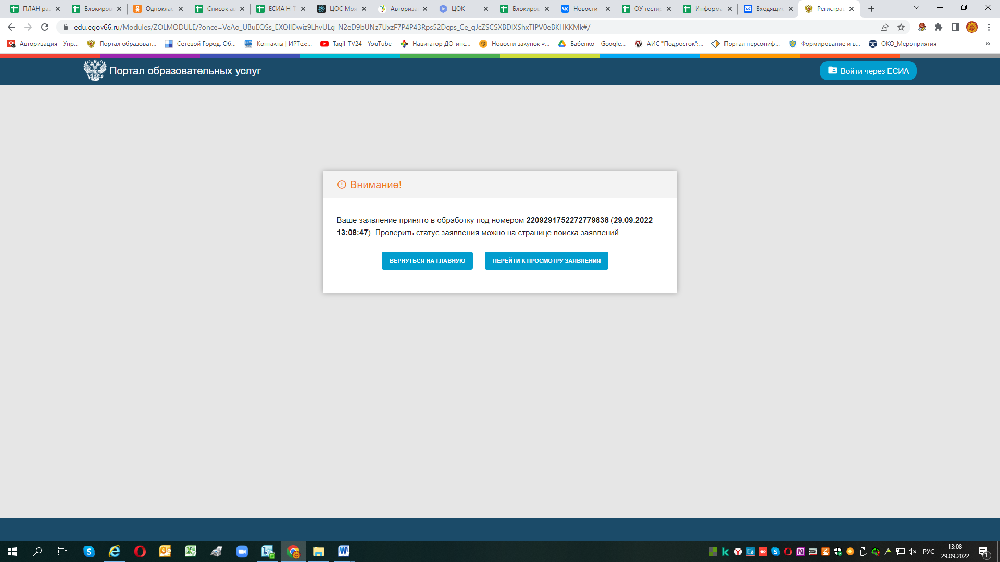 ПЛАН ра
Блокиров
Одноклас
Список а
ЕСИА Н-Т
ЦОС Моя
Авториза
ЦОК
Блокиров
Новости
ОУ тестир
Информа
Входящие
Регистрац
edu.egov66.ru/Modules/ZOLMODULE/?once=VeAo_UBuEQSs_EXQIIDwiz9LhvULg-N2eD9bUNz7UxzF7P4P43Rps52Dcps_Ce_qJcZSCSXBDIXShxTIPV0eBKHKKMk#/
Авторизация - Упр...
Портал образоват...
Сетевой Город. Об...
Контакты | ИРТех:...
Tagil-TV24 - YouTube
Навигатор ДО-инс...
Новости закупок «...
Бабенко – Google...
АИС "Подросток":...
Портал персониф...
Формирование и в...
ОКО_Мероприятия
»
Портал образовательных услуг
Войти через ЕСИА
Внимание!
Ваше заявление принято в обработку под номером 2209291752272779838 (29.09.2022
13:08:47). Проверить статус заявления можно на странице поиска заявлений.
ВЕРНУТЬСЯ НА ГЛАВНУЮ
ПЕРЕЙТИ К ПРОСМОТРУ ЗАЯВЛЕНИЯ
РУС
13:08
29.09.2022
1